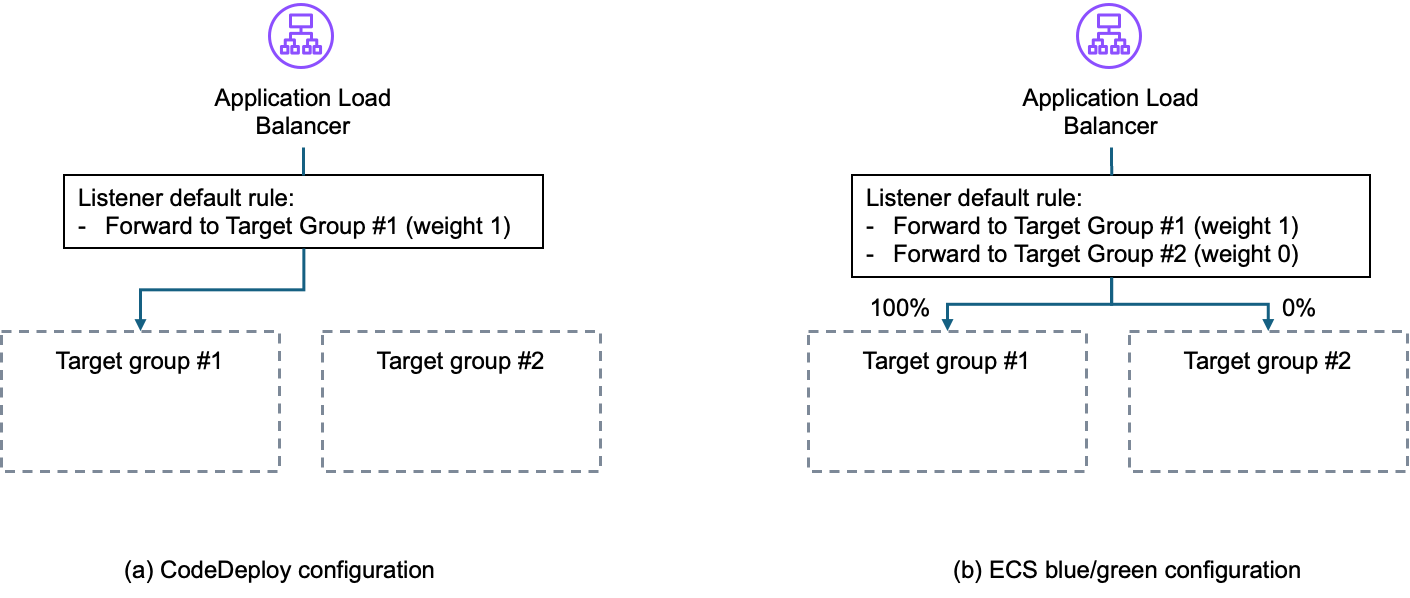 Application Load
Balancer
Listener default rule:
- Forward to Target Group #1 (weight 1)
Target group #1
Target group #2
(a) CodeDeploy configuration
Application Load
Balancer
Listener default rule:
- Forward to Target Group #1 (weight 1)
- Forward to Target Group #2 (weight 0)
100%
0%
Target group #1
Target group #2
(b) ECS blue/green configuration